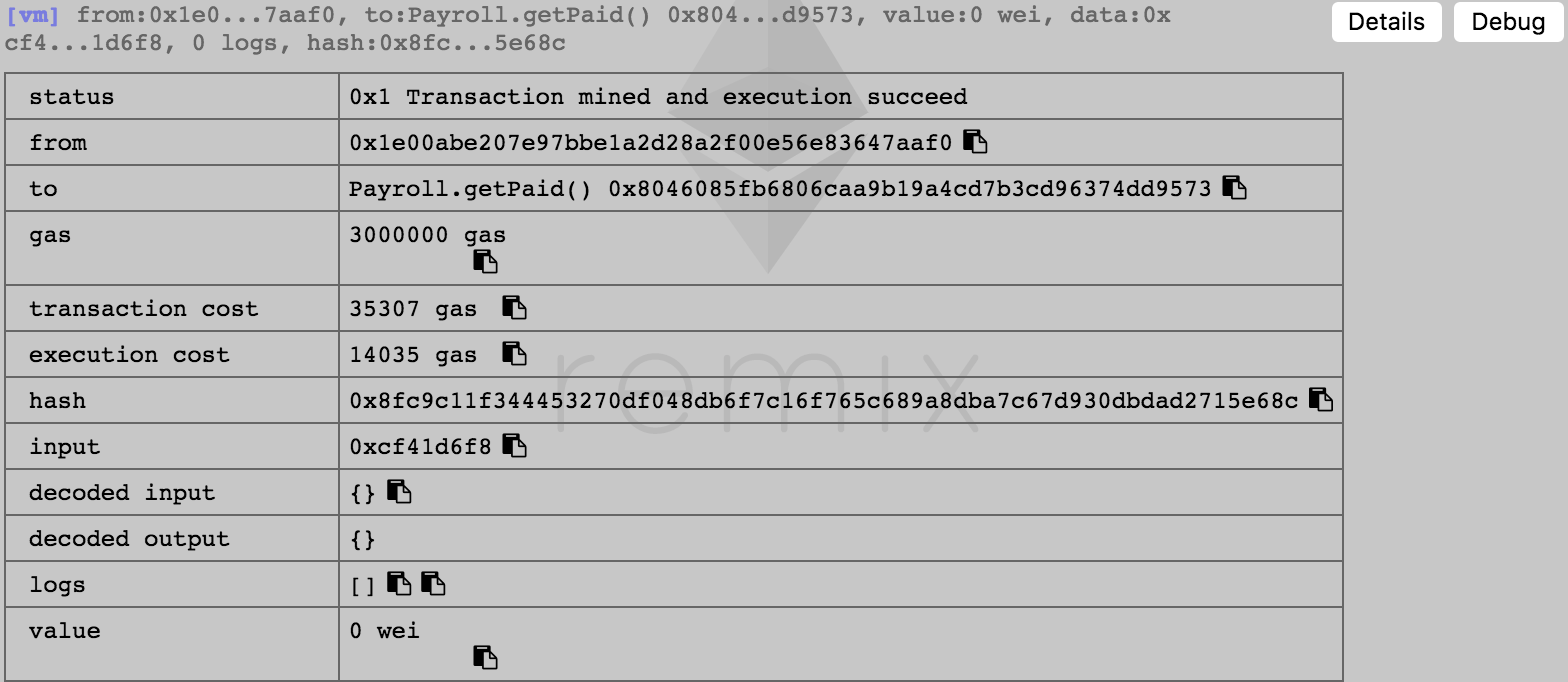 [vm] from:0x1e0...7aaf0, to:Payroll.getPaid() 0x804...d9573, value:0 wei, data:0x
cf4...1d6f8, 0 logs, hash:0x8fc...5e68c
Details Debug
status 0x1 Transaction mined and execution succeed
from 0x1e00abe207e97bbe1a2d28a2f00e56e83647aaf0
to Payroll.getPaid() 0x8046085fb6806caa9b19a4cd7b3cd96374dd9573
gas 3000000 gas
transaction cost 35307 gas
execution cost 14035 gas
hash 0x8fc9c11f344453270df048db6f7c16f765c689a8dba7c67d930dbdad2715e68c
input 0xcf41d6f8
decoded input {}
decoded output {}
logs []
value 0 wei
remix